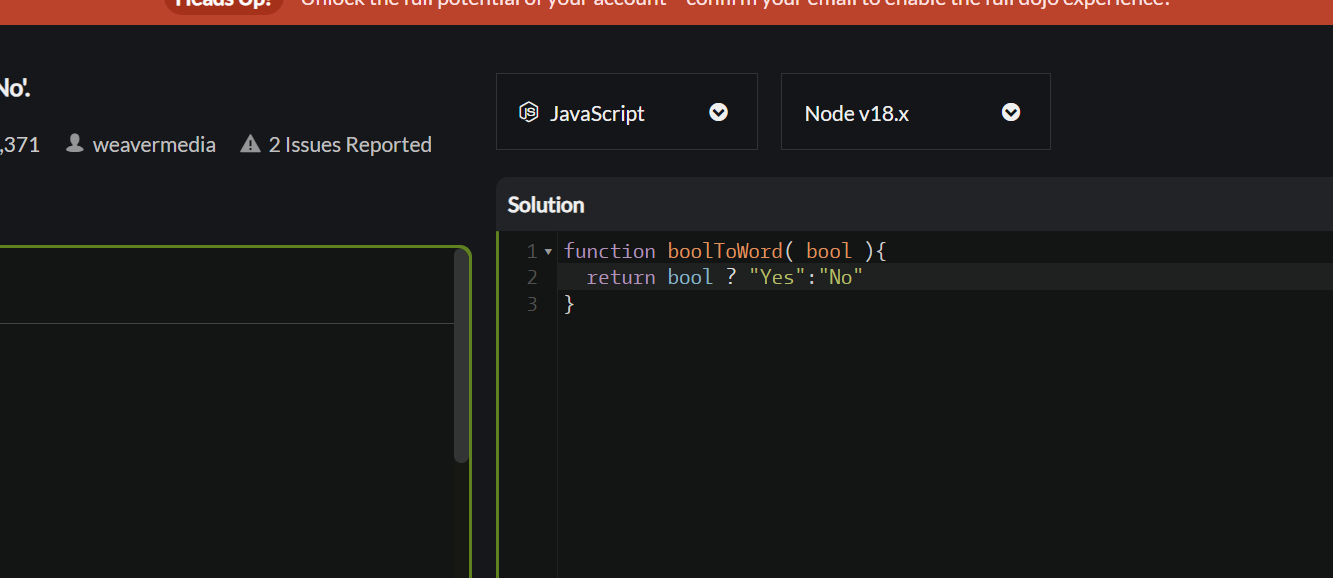 Heads Up! Unlock the full potential of your account - confirm your email to enable the full dojo experience!
No'.
JavaScript
Node v18.x
,371 weavermedia 2 Issues Reported
Solution
1 function boolToWord( bool ){
2 return bool ? "Yes":"No"
3 }